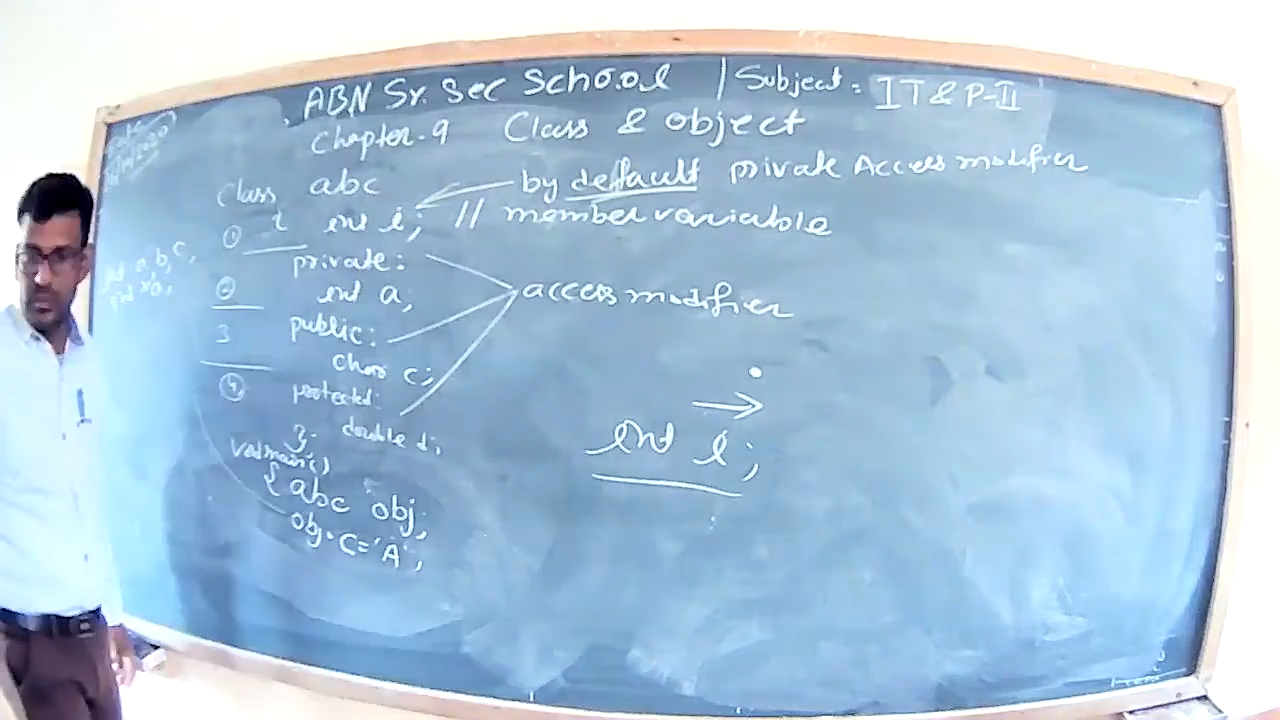 ABN Sr. Sec School | Subject : IT & P-II
Chapter-9 Class & object
Class abc
by default private Access modifier
{ int i; // member variable
①
private:
② int a;
access modifier
3 public:
char c;
④ protected:
double d;
};
void main()
{ abc obj;
obj.C='A';
int a, b, c,
int i;